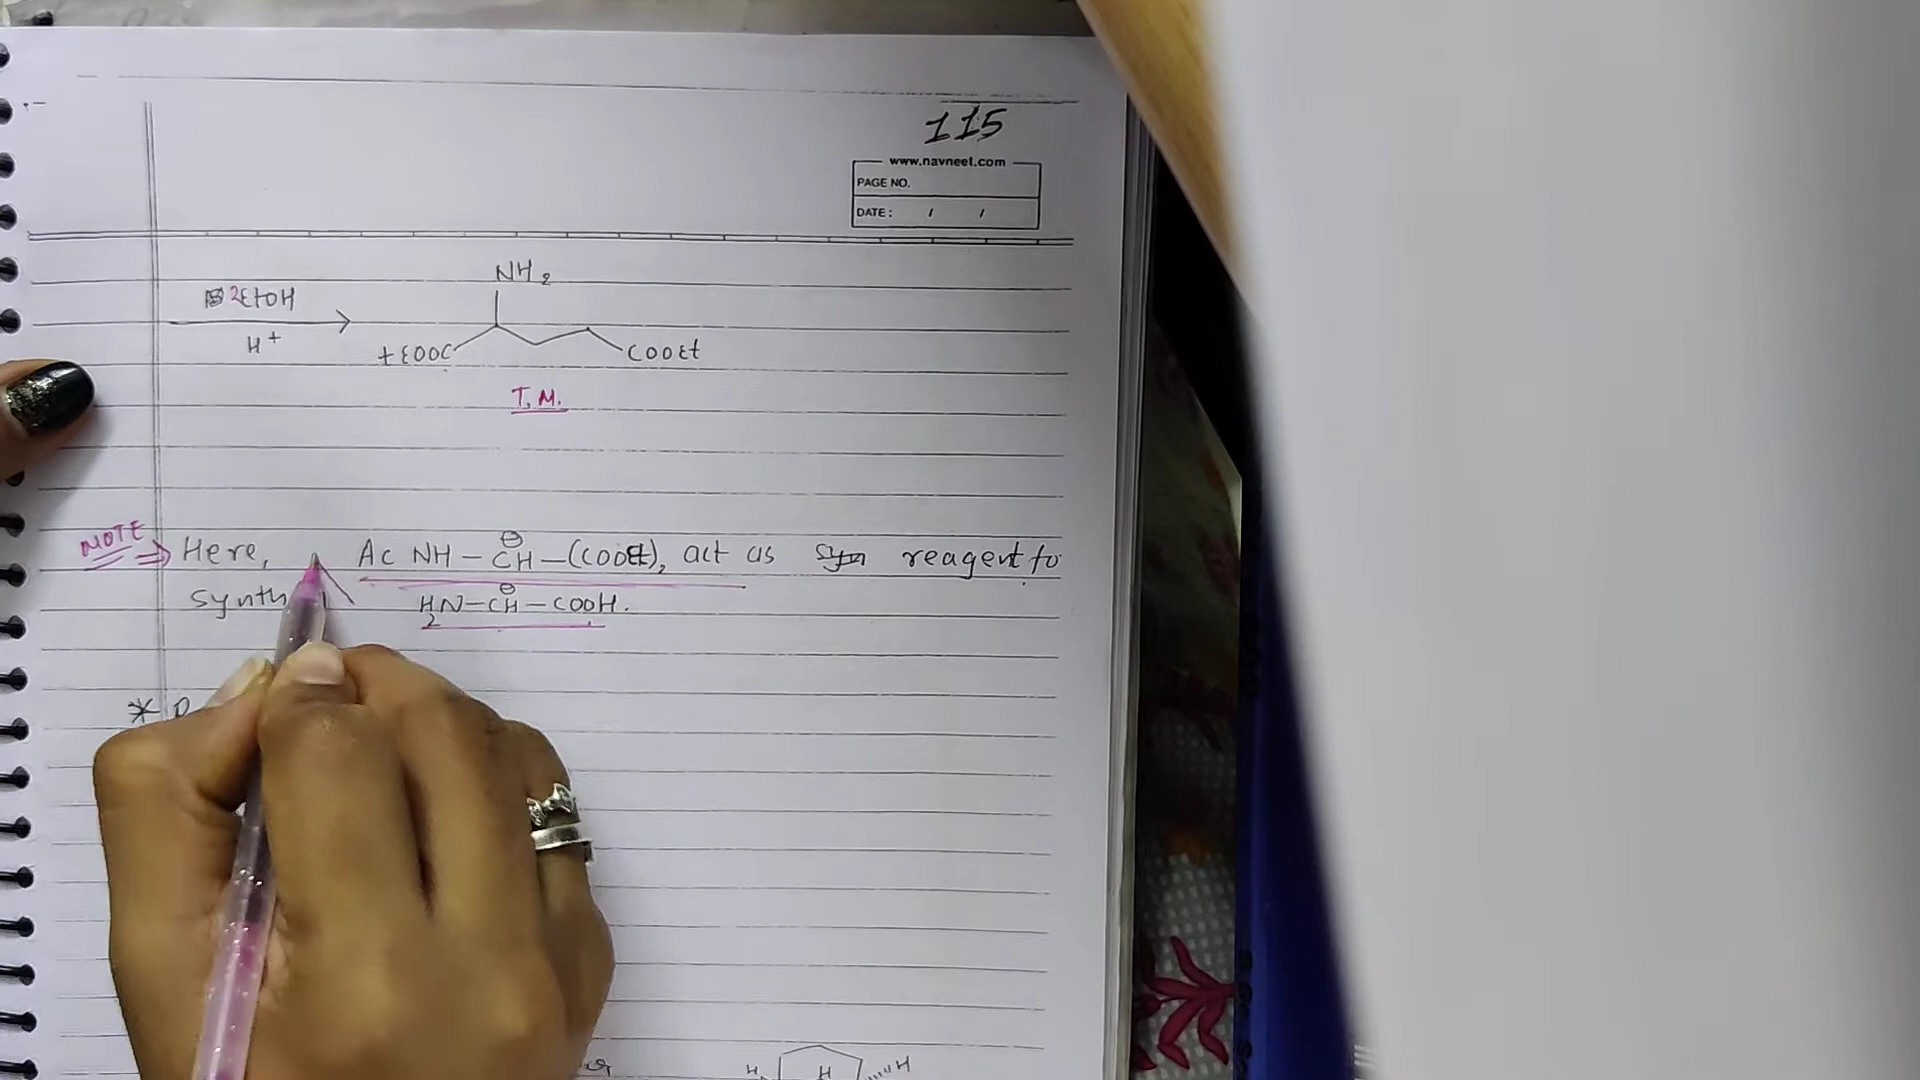 115
www.navneet.com
PAGE NO.
DATE : / /
NH2
2EtOH
H+
tEOOC
COOEt
T.M.
NOTE
Here, AcNH-CH-(COOEt)2 act as reagent to
⊖
synth
⊖
H2N-CH-COOH.
*
H
H
H